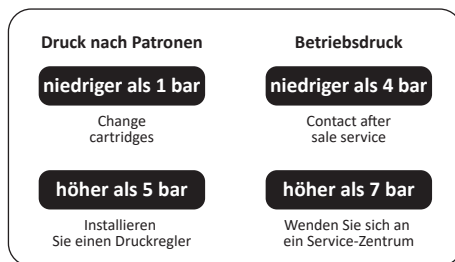 Druck nach Patronen
niedriger als 1 bar
Change
cartridges
höher als 5 bar
Installieren
Sie einen Druckregler
Betriebsdruck
niedriger als 4 bar
Contact after
sale service
höher als 7 bar
Wenden Sie sich an
ein Service-Zentrum